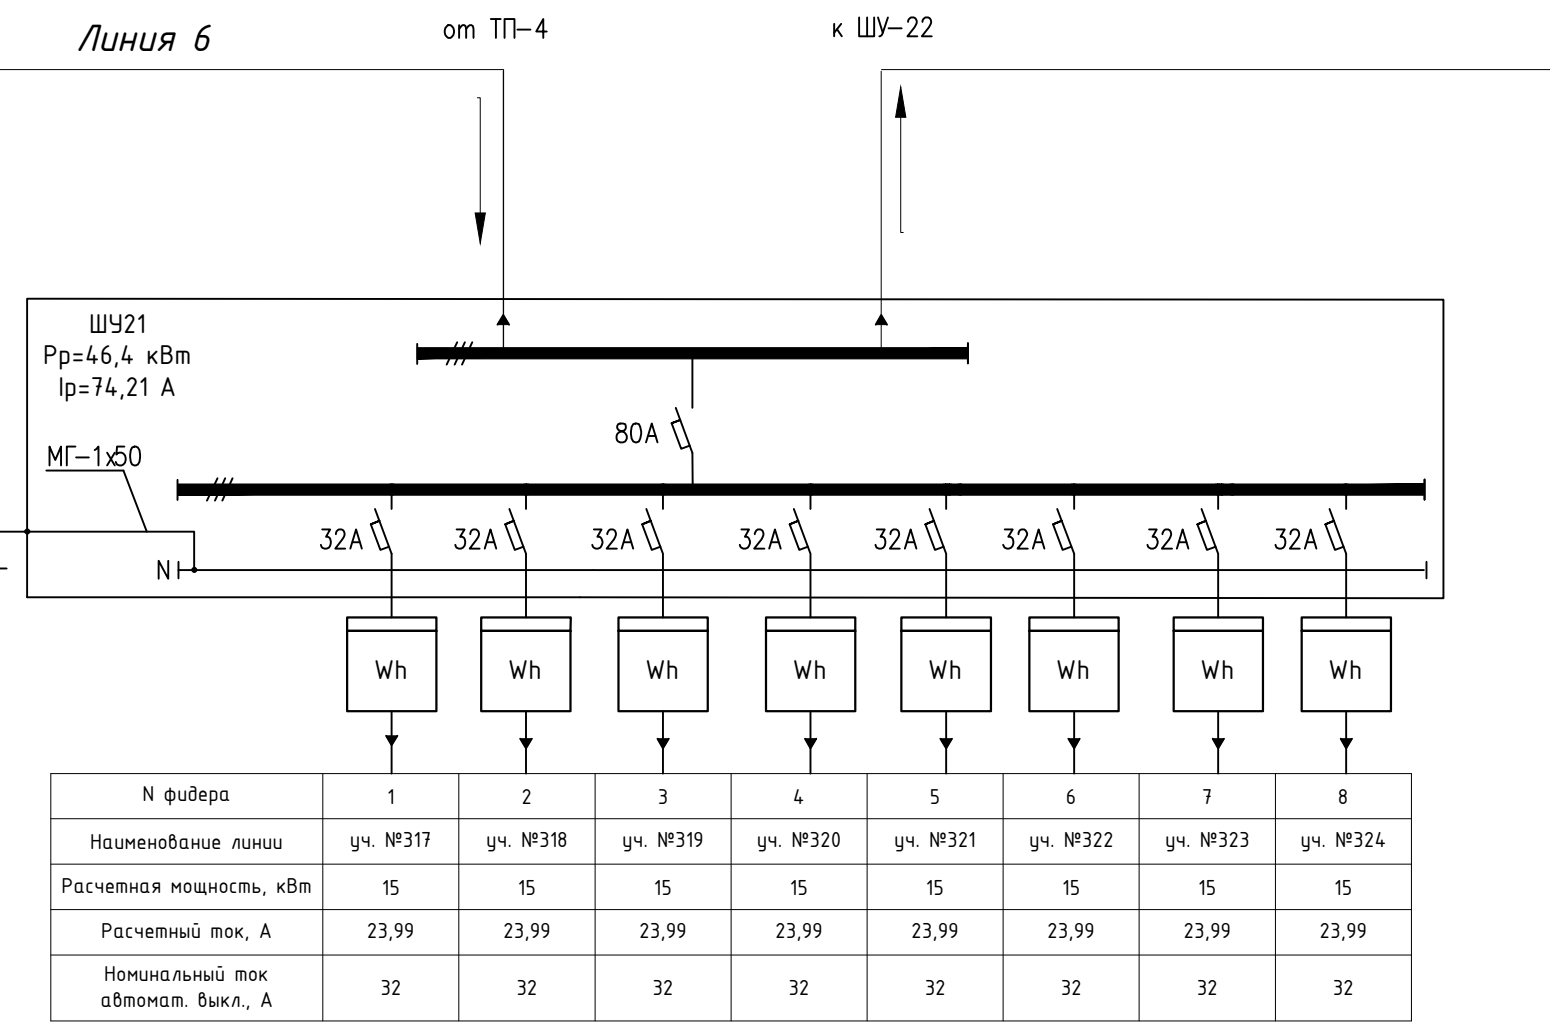 Линия 6
от ТП-4
к ШУ-22
ШУ21
Рр=46,4 кВт
Iр=74,21 А
80А
МГ-1х50
32А 32А 32А 32А 32А 32А 32А 32А
N
Wh Wh Wh Wh Wh Wh Wh Wh
N фидера 1 2 3 4 5 6 7 8
Наименование линии уч. №317 уч. №318 уч. №319 уч. №320 уч. №321 уч. №322 уч. №323 уч. №324
Расчетная мощность, кВт 15 15 15 15 15 15 15 15
Расчетный ток, А 23,99 23,99 23,99 23,99 23,99 23,99 23,99 23,99
Номинальный ток
автомат. выкл., А 32 32 32 32 32 32 32 32